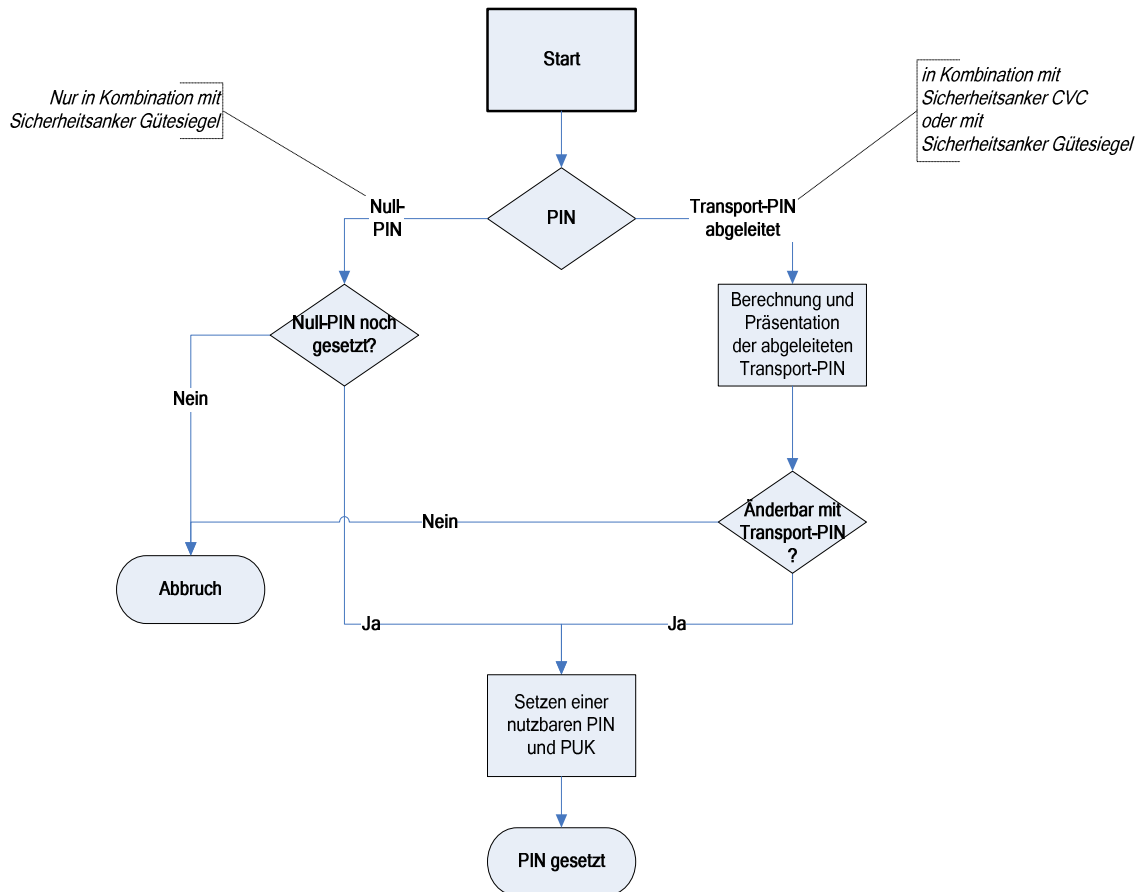 Start
Nur in Kombination mit
Sicherheitsanker Gütesiegel
in Kombination mit
Sicherheitsanker CVC
oder mit
Sicherheitsanker Gütesiegel
Null-
PIN
PIN
Transport-PIN
abgeleitet
Null-PIN noch
gesetzt?
Berechnung und
Präsentation
der abgeleiteten
Transport-PIN
Nein
Nein
Änderbar mit
Transport-PIN
?
Abbruch
Ja
Ja
Setzen einer
nutzbaren PIN
und PUK
PIN gesetzt